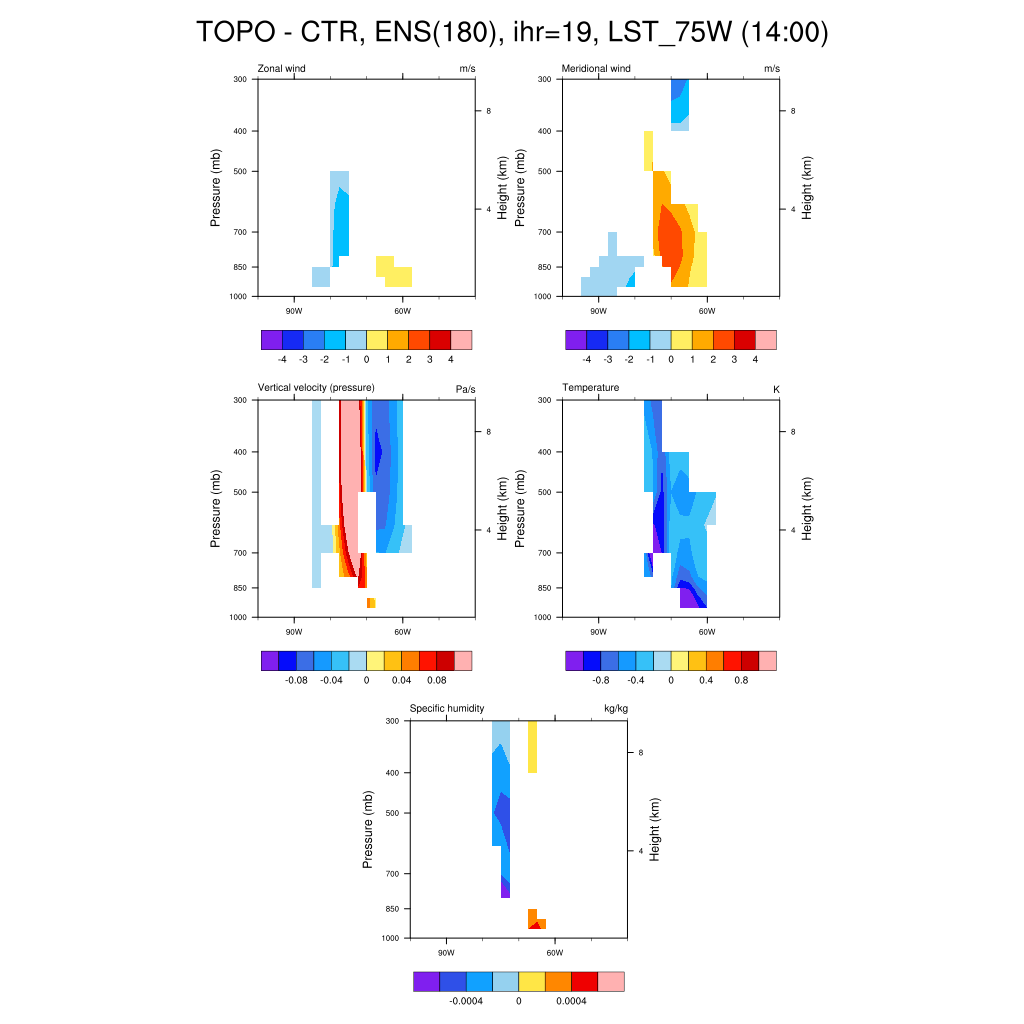 TOPO - CTR, ENS(180), ihr=19, LST_75W (14:00)
Zonal wind m/s
300
400
500
700
850
1000
Pressure (mb)
8
4
Height (km)
90W 60W
-4 -3 -2 -1 0 1 2 3 4
Meridional wind m/s
300
400
500
700
850
1000
Pressure (mb)
8
4
Height (km)
90W 60W
-4 -3 -2 -1 0 1 2 3 4
Vertical velocity (pressure) Pa/s
300
400
500
700
850
1000
Pressure (mb)
8
4
Height (km)
90W 60W
-0.08 -0.04 0 0.04 0.08
Temperature K
300
400
500
700
850
1000
Pressure (mb)
8
4
Height (km)
90W 60W
-0.8 -0.4 0 0.4 0.8
Specific humidity kg/kg
300
400
500
700
850
1000
Pressure (mb)
8
4
Height (km)
90W 60W
-0.0004 0 0.0004